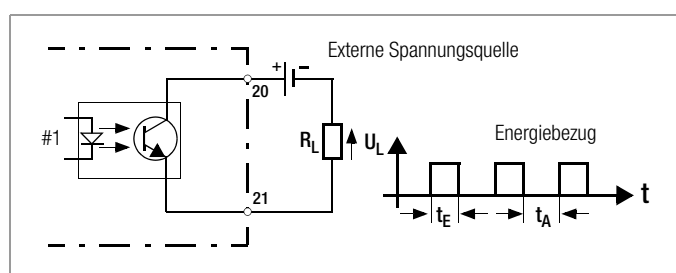 Externe Spannungsquelle
+ −
20
#1
R_L
U_L
Energiebezug
t
21
t_E
t_A